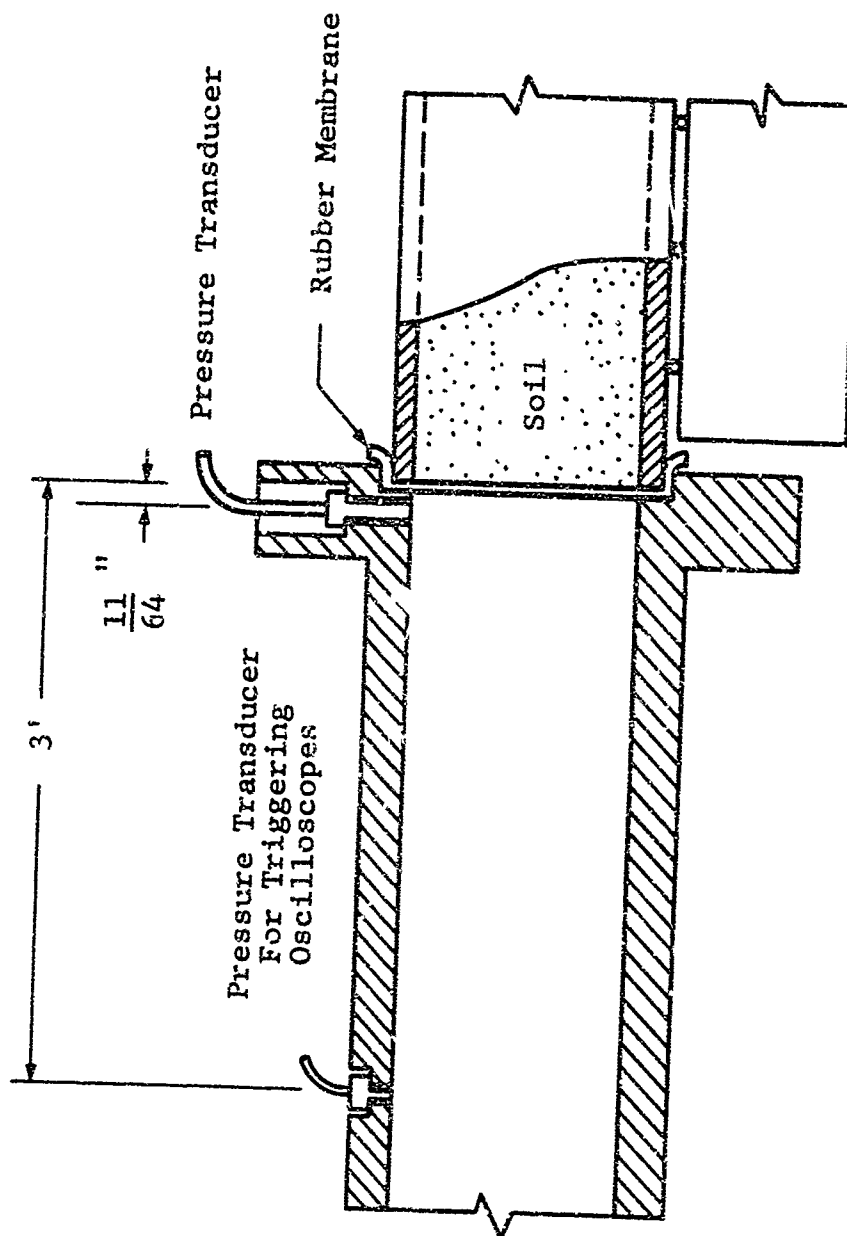 3'
11"
64
Pressure Transducer
Rubber Membrane
Pressure Transducer
For Triggering
Oscilloscopes
Soil